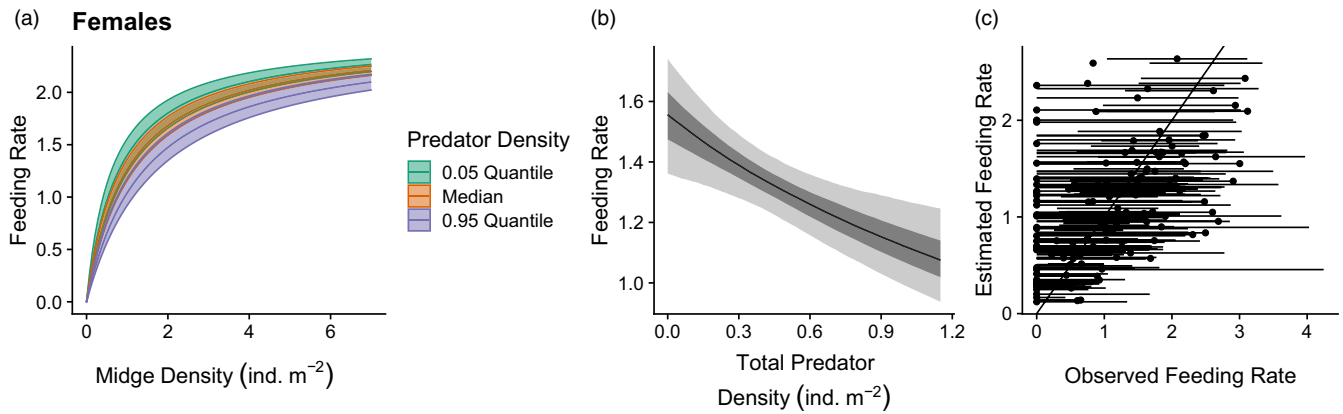 (a)
Females
Feeding Rate
2.0
1.5
1.0
0.5
0.0
0
2
4
6
Midge Density (ind. m⁻²)
Predator Density
0.05 Quantile
Median
0.95 Quantile
(b)
Feeding Rate
1.6
1.4
1.2
1.0
0.0
0.3
0.6
0.9
1.2
Total Predator
Density (ind. m⁻²)
(c)
Estimated Feeding Rate
2
1
0
0
1
2
3
4
Observed Feeding Rate